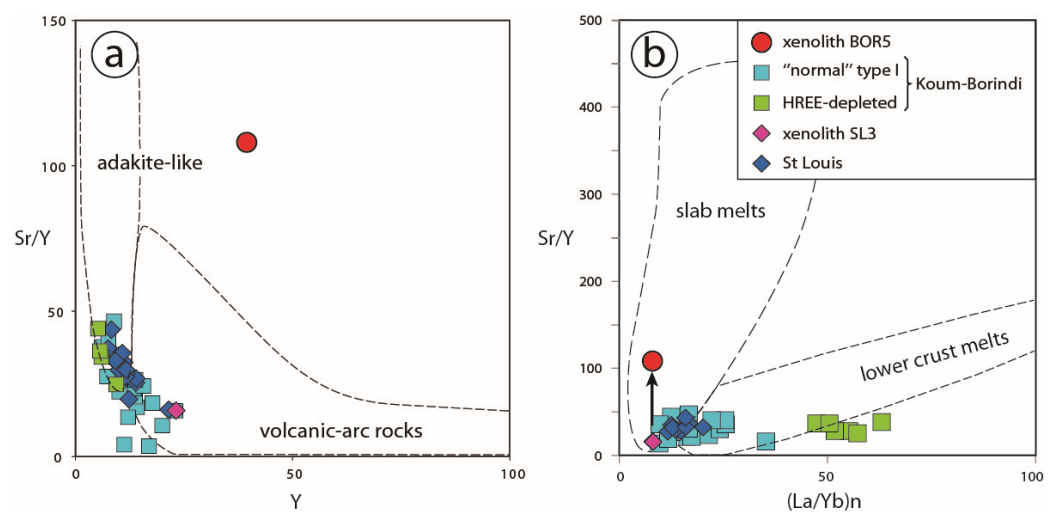 a
150
100
50
0
Sr/Y
adakite-like
volcanic-arc rocks
50
100
Y
b
500
400
300
200
100
0
Sr/Y
slab melts
lower crust melts
xenolith BOR5
"normal" type I
HREE-depleted
Koum-Borindi
xenolith SL3
St Louis
0
50
100
(La/Yb)n